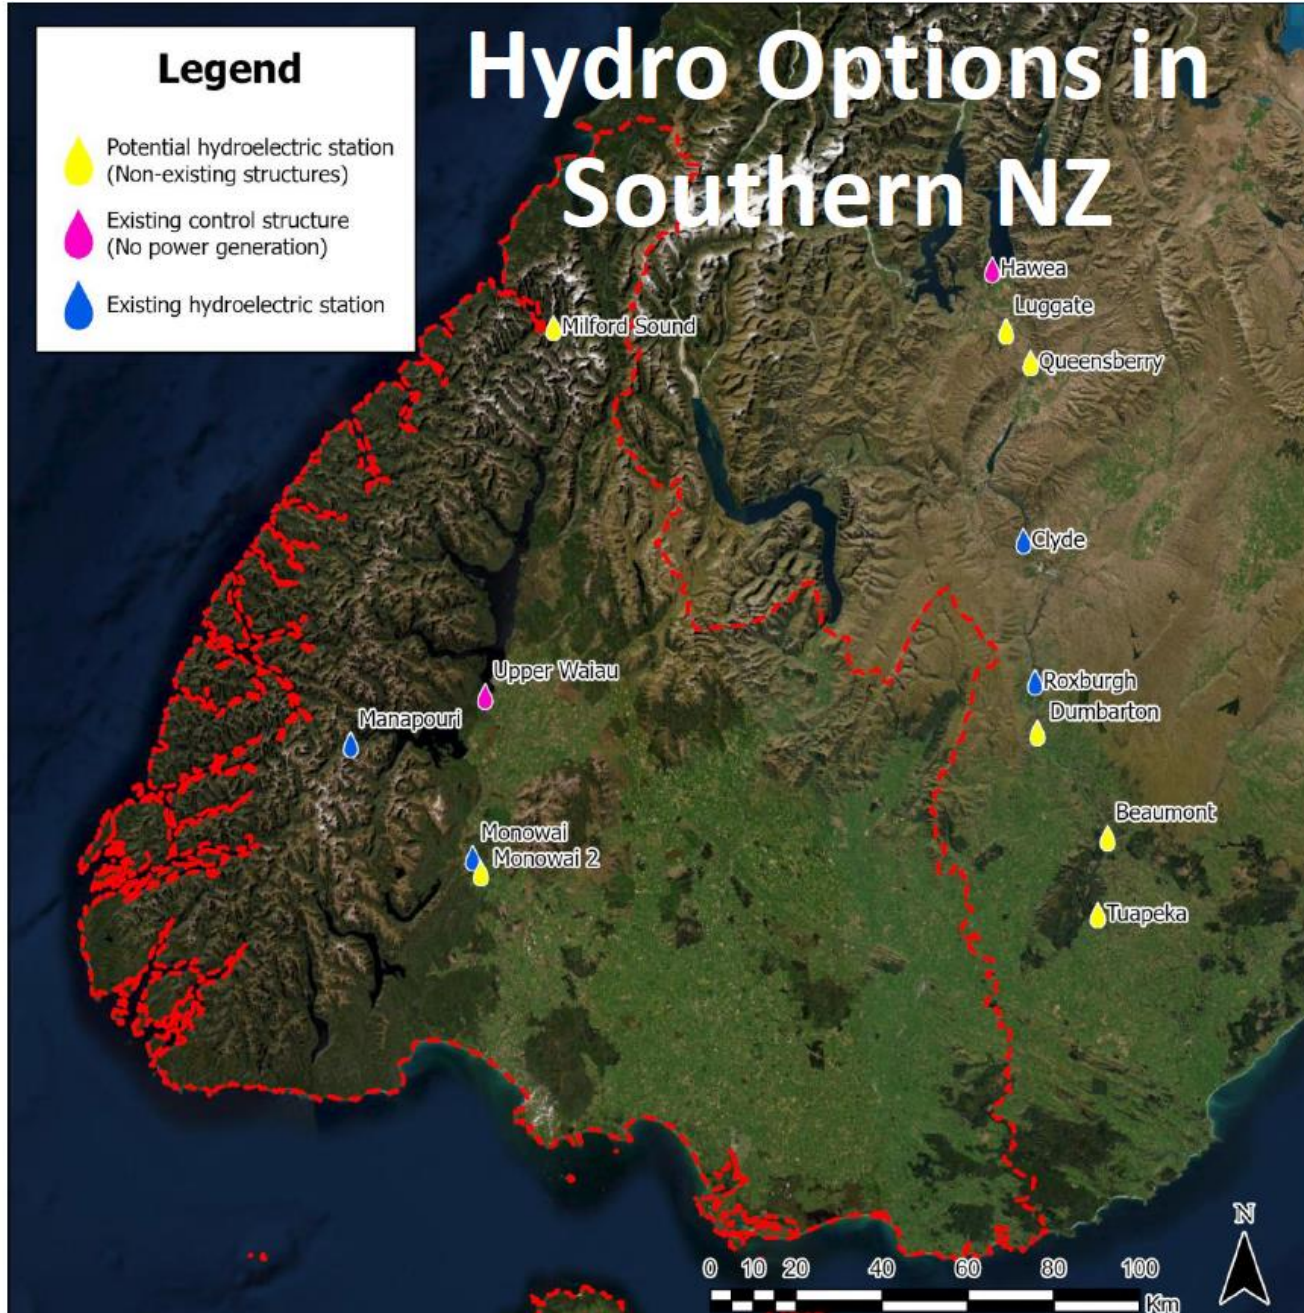 Hydro Options in
Southern NZ
Legend
Potential hydroelectric station
(Non-existing structures)
Existing control structure
(No power generation)
Existing hydroelectric station
Hawea
Luggate
Milford Sound
Queensberry
Clyde
Upper Waiau
Roxburgh
Manapouri
Dumbarton
Beaumont
Monowai
Monowai 2
Tuapeka
N
0 10 20 40 60 80 100
Km